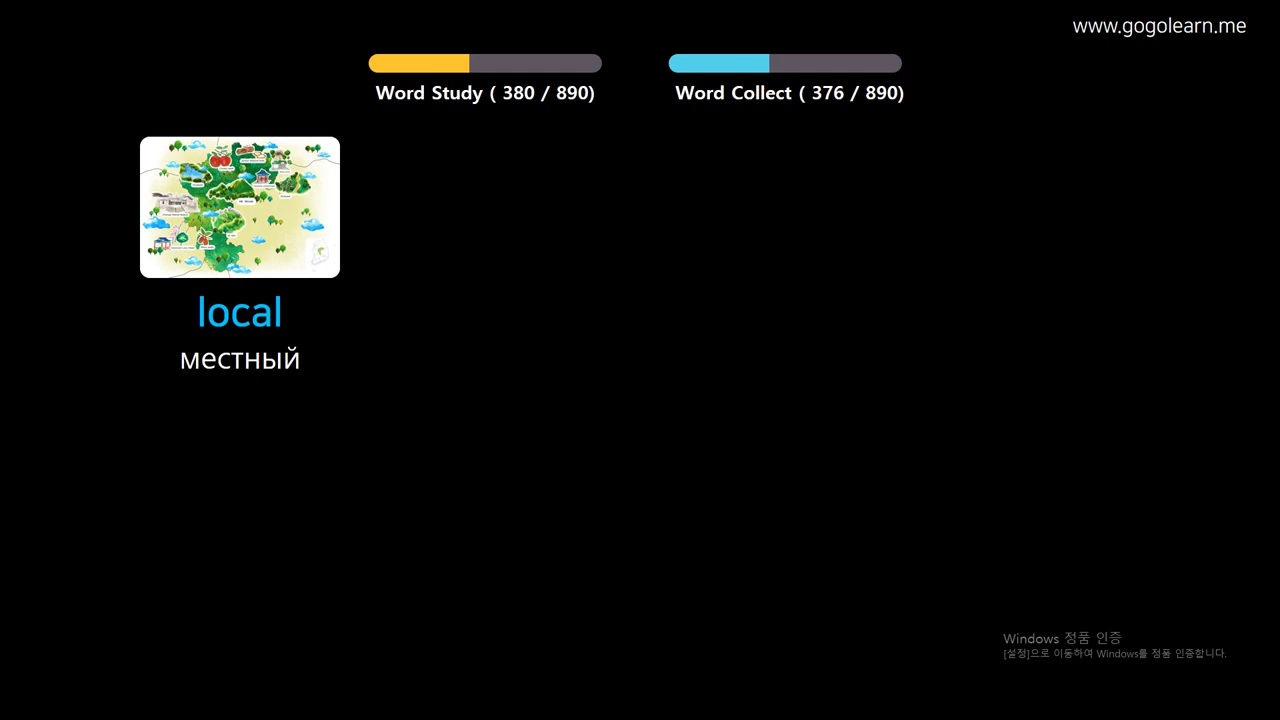 www.gogolearn.me
Word Study ( 380 / 890)
Word Collect ( 376 / 890)
local
местный
Windows 정품 인증
[설정]으로 이동하여 Windows를 정품 인증합니다.